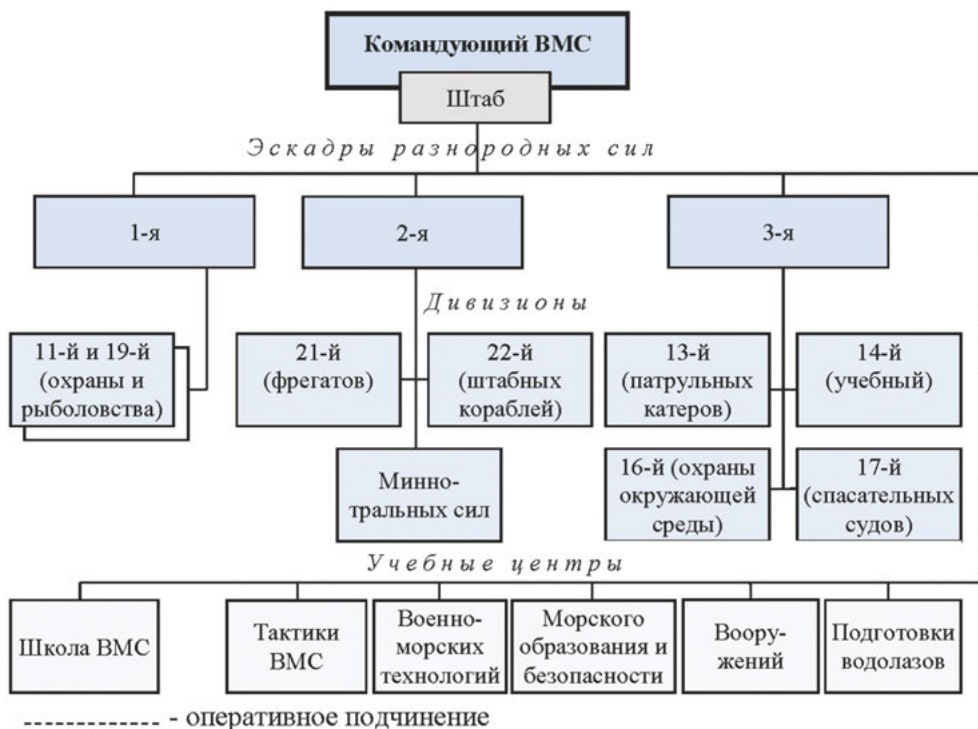 Командующий ВМС
Штаб
Эскадры разнородных сил
1-я
2-я
3-я
Дивизионы
11-й и 19-й
(охраны и
рыболовства)
21-й
(фрегатов)
22-й
(штабных
кораблей)
13-й
(патрульных
катеров)
14-й
(учебный)
Минно-
тральных сил
16-й (охраны
окружающей
среды)
17-й
(спасательных
судов)
Учебные центры
Школа ВМС
Тактики
ВМС
Военно-
морских
технологий
Морского
образования и
безопасности
Воору-
жений
Подготовки
водолазов
------------ - оперативное подчинение